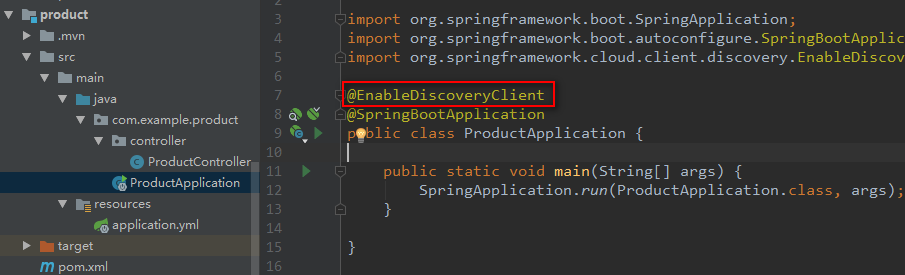 product
.mvn
src
main
java
com.example.product
controller
ProductController
ProductApplication
resources
application.yml
target
pom.xml
2
3 import org.springframework.boot.SpringApplication;
4 import org.springframework.boot.autoconfigure.SpringBootApplic
5 import org.springframework.cloud.client.discovery.EnableDiscov
6
7 @EnableDiscoveryClient
8 @SpringBootApplication
9 public class ProductApplication {
10
11 public static void main(String[] args) {
12 SpringApplication.run(ProductApplication.class, args);
13 }
14
15 }
16